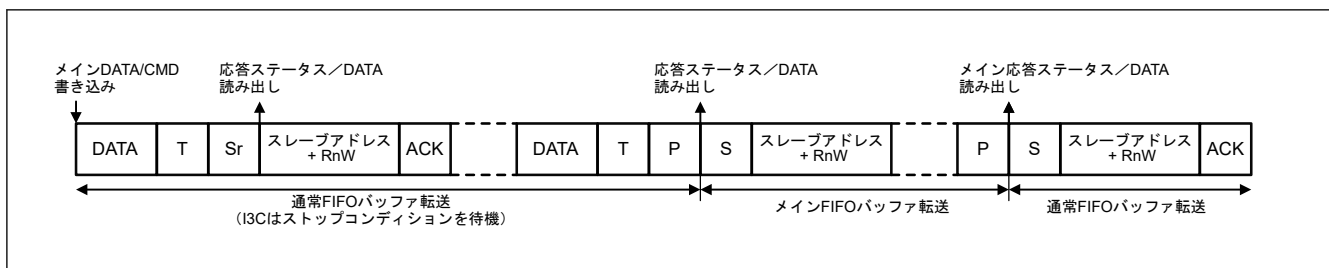 メインDATA/CMD
書き込み
応答ステータス／DATA
読み出し
応答ステータス／DATA
読み出し
メイン応答ステータス／DATA
読み出し
DATA
T
Sr
スレーブアドレス
+ RnW
ACK
DATA
T
P
S
スレーブアドレス
+ RnW
P
S
スレーブアドレス
+ RnW
ACK
通常FIFOバッファ転送
（I3Cはストップコンディションを待機）
メインFIFOバッファ転送
通常FIFOバッファ転送